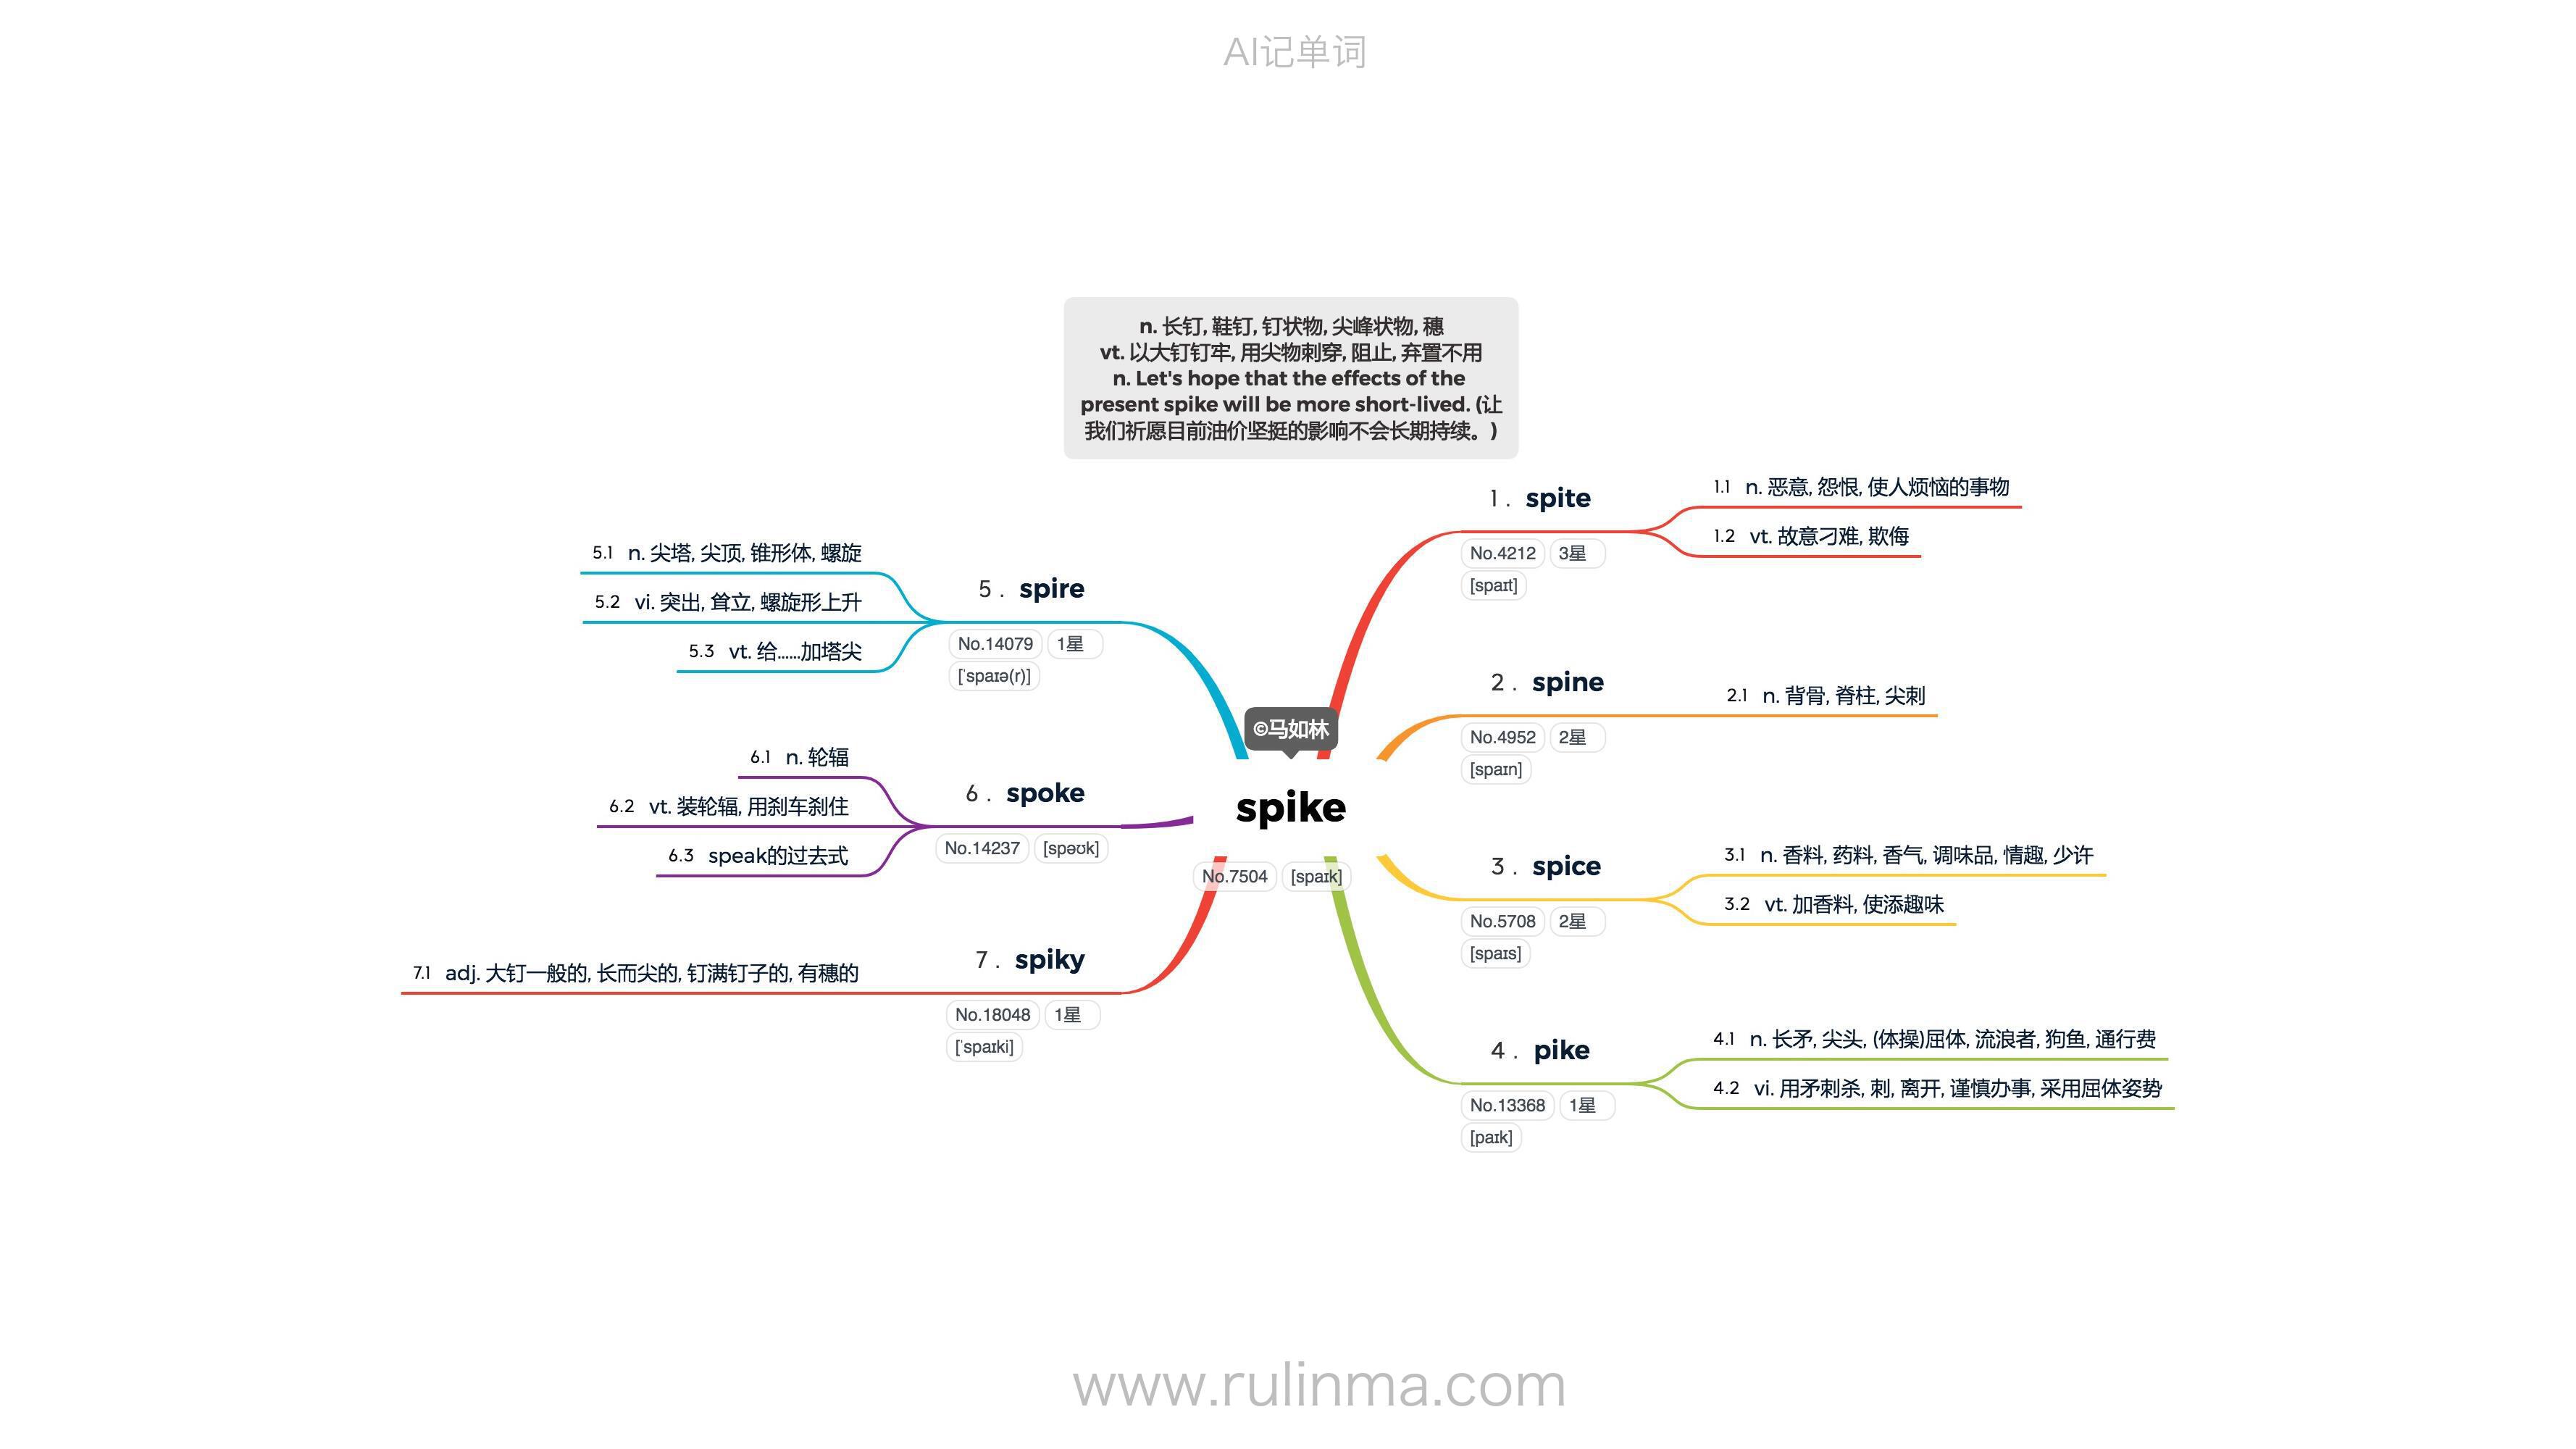 AI记单词
n. 长钉, 鞋钉, 钉状物, 尖峰状物, 穗
vt. 以大钉钉牢, 用尖物刺穿, 阻止, 弃置不用
n. Let's hope that the effects of the
present spike will be more short-lived. (让
我们祈愿目前油价坚挺的影响不会长期持续。)
©马如林
spike
No.7504 [spaɪk]
1. spite
No.4212 3星
[spaɪt]
1.1 n. 恶意, 怨恨, 使人烦恼的事物
1.2 vt. 故意刁难, 欺侮
2. spine
No.4952 2星
[spaɪn]
2.1 n. 背骨, 脊柱, 尖刺
3. spice
No.5708 2星
[spaɪs]
3.1 n. 香料, 药料, 香气, 调味品, 情趣, 少许
3.2 vt. 加香料, 使添趣味
4. pike
No.13368 1星
[paɪk]
4.1 n. 长矛, 尖头, (体操)屈体, 流浪者, 狗鱼, 通行费
4.2 vi. 用矛刺杀, 刺, 离开, 谨慎办事, 采用屈体姿势
5. spire
No.14079 1星
[ˈspaɪə(r)]
5.1 n. 尖塔, 尖顶, 锥形体, 螺旋
5.2 vi. 突出, 耸立, 螺旋形上升
5.3 vt. 给……加塔尖
6. spoke
No.14237 [spəʊk]
6.1 n. 轮辐
6.2 vt. 装轮辐, 用刹车刹住
6.3 speak的过去式
7. spiky
No.18048 1星
[ˈspaɪki]
7.1 adj. 大钉一般的, 长而尖的, 钉满钉子的, 有穗的
www.rulinma.com